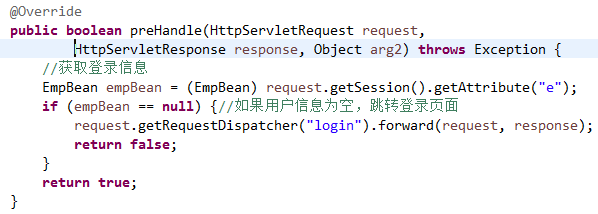 @Override
public boolean preHandle(HttpServletRequest request,
HttpServletResponse response, Object arg2) throws Exception {
//获取登录信息
EmpBean empBean = (EmpBean) request.getSession().getAttribute("e");
if (empBean == null) {//如果用户信息为空，跳转登录页面
request.getRequestDispatcher("login").forward(request, response);
return false;
}
return true;
}